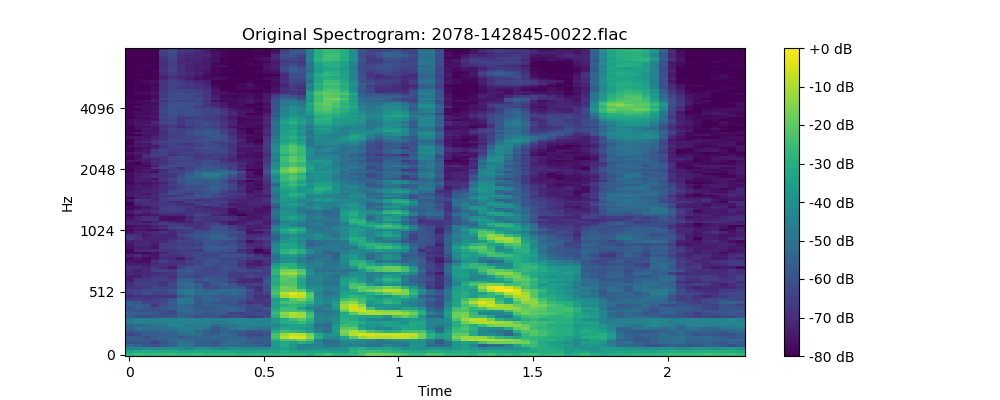 Original Spectrogram: 2078-142845-0022.flac
+0 dB
-10 dB
4096
-20 dB
2048
-30 dB
Hz
-40 dB
1024
-50 dB
512
-60 dB
-70 dB
0
-80 dB
0 0.5 1 1.5 2
Time